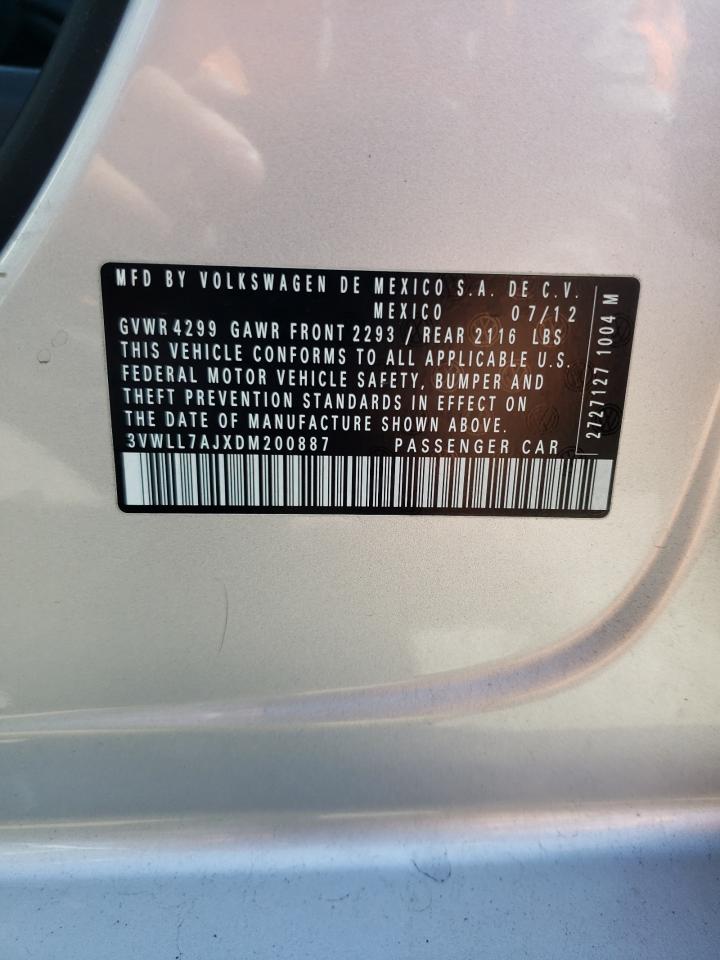 MFD BY VOLKSWAGEN DE MEXICO S.A. DE C.V.
MEXICO 07/12
GVWR 4299 GAWR FRONT 2293 / REAR 2116 LBS
THIS VEHICLE CONFORMS TO ALL APPLICABLE U.S.
FEDERAL MOTOR VEHICLE SAFETY, BUMPER AND
THEFT PREVENTION STANDARDS IN EFFECT ON
THE DATE OF MANUFACTURE SHOWN ABOVE.
3VWLL7AJXDM200887 PASSENGER CAR
2727127 1004 M